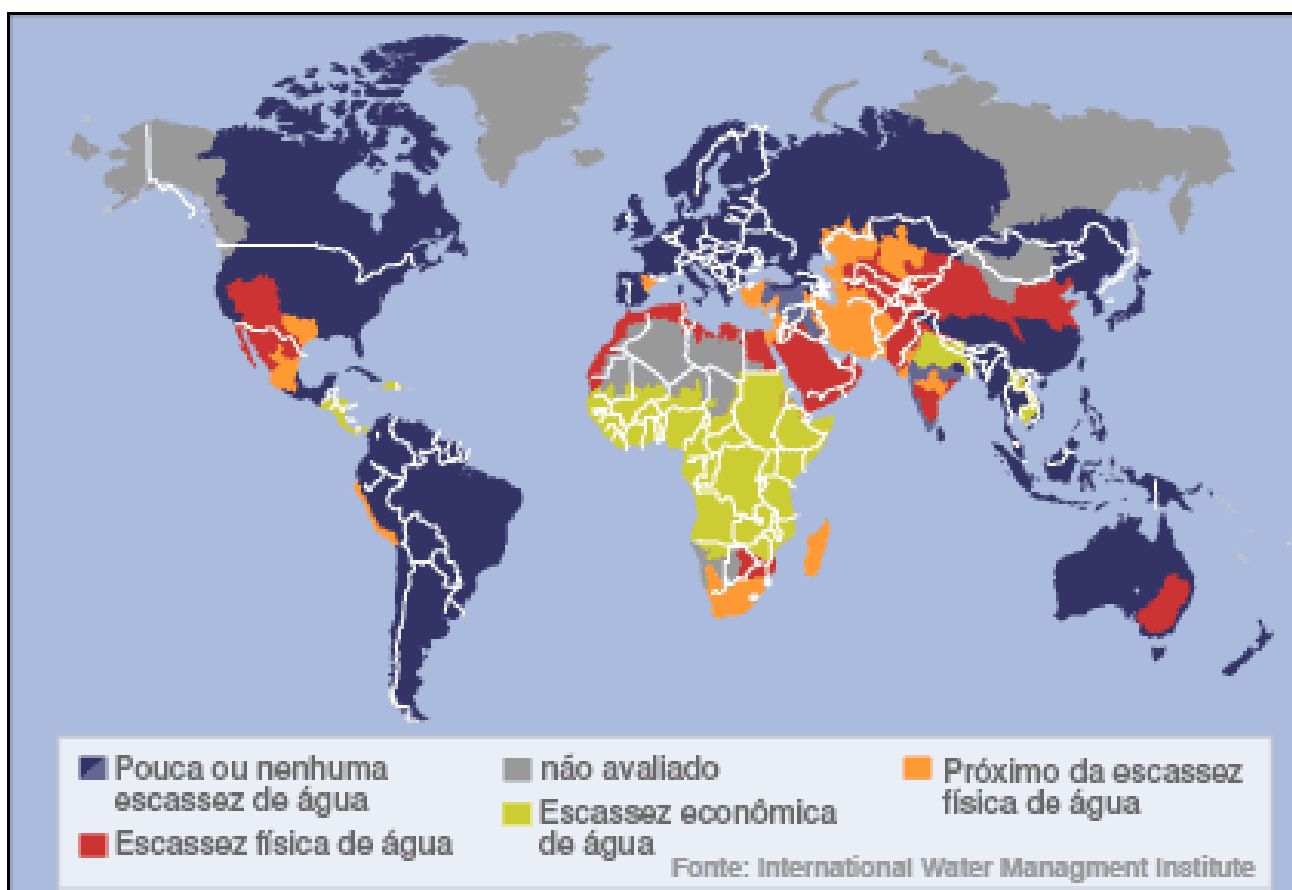 Pouca ou nenhuma
escassez de água
Escassez física de água
não avaliado
Escassez econômica
de água
Próximo da escassez
física de água
Fonte: International Water Managment Institute